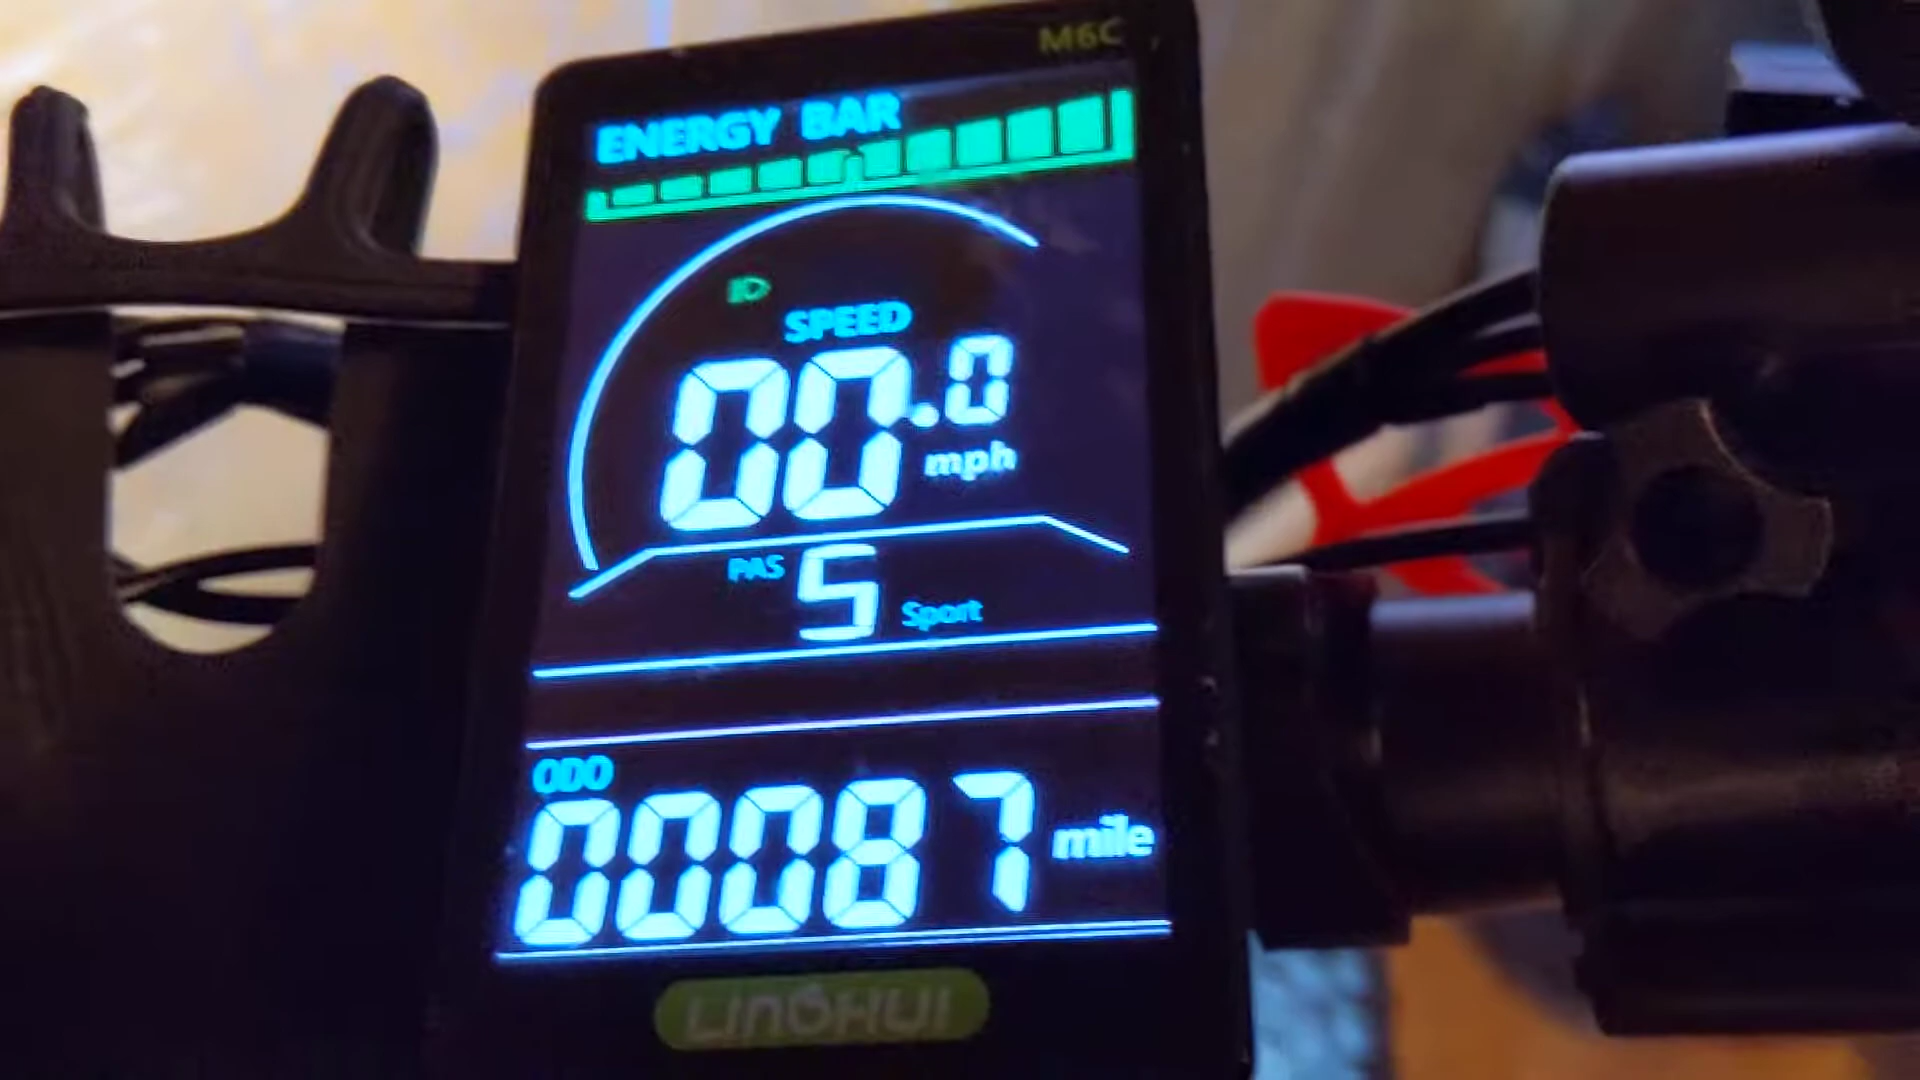 M6C
ENERGY BAR
SPEED
00.0
mph
PAS 5 Sport
ODO
00087 mile
LINGHUI